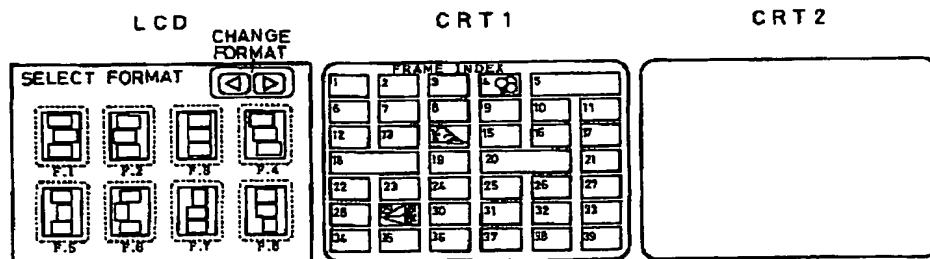 LCD
CRT1
CRT2
CHANGE
FORMAT
SELECT FORMAT
F.1 F.2 F.3 F.4
F.5 F.6 F.7 F.8
FRAME INDEX
1 2 3 4 5
6 7 8 9 10 11
12 13 15 16 17
18 19 20 21
22 23 24 25 26 27
28 30 31 32 33
34 35 36 37 38 39